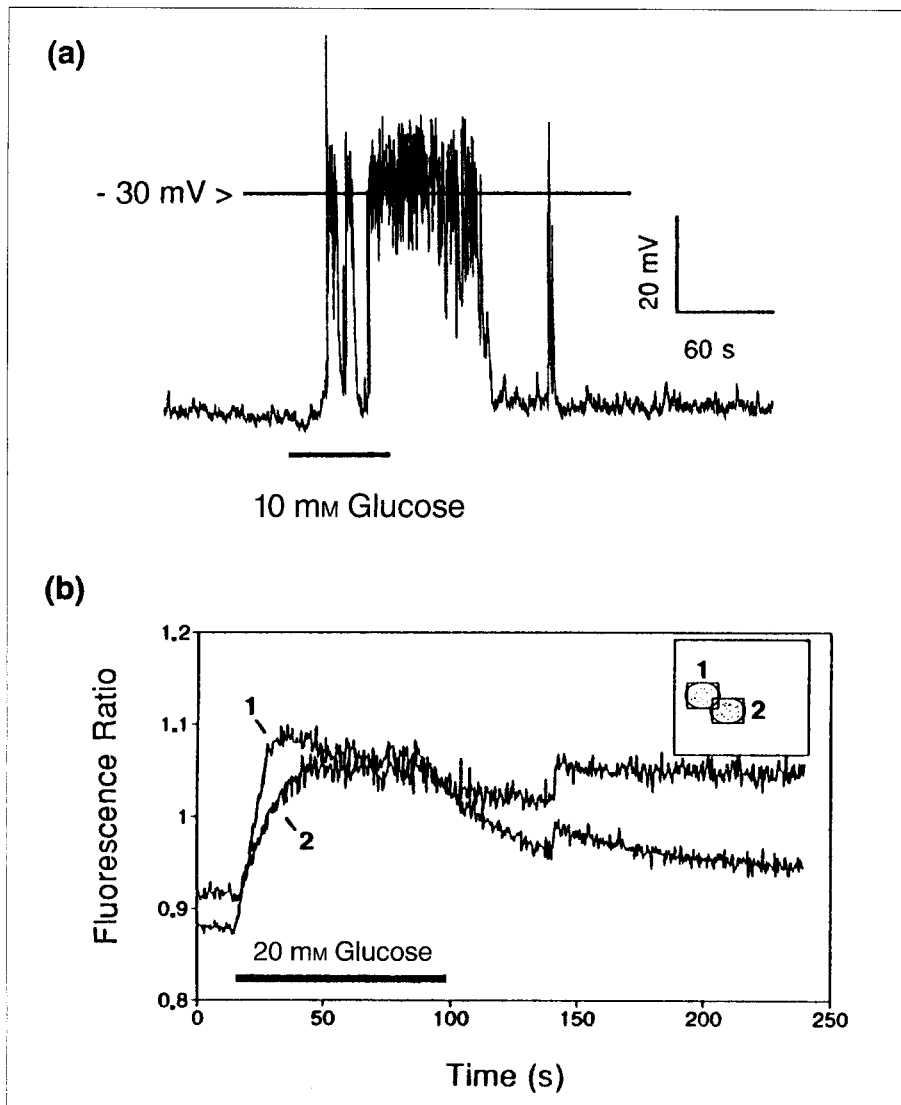 (a)
- 30 mV >
20 mV
60 s
10 mM Glucose
(b)
Fluorescence Ratio
1.2
1.1
1
0.9
0.8
1
2
1
2
20 mM Glucose
0
50
100
150
200
250
Time (s)